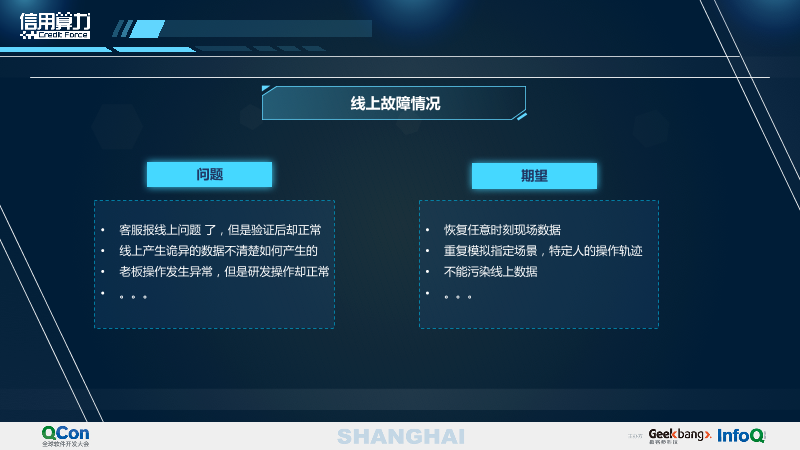 信用算力
Credit Force
线上故障情况
问题
期望
• 客服报线上问题 了，但是验证后却正常
• 线上产生诡异的数据不清楚如何产生的
• 老板操作发生异常，但是研发操作却正常
• 。。。
• 恢复任意时刻现场数据
• 重复模拟指定场景，特定人的操作轨迹
• 不能污染线上数据
• 。。。
QCon
全球软件开发大会
SHANGHAI
Geekbang
极客邦科技
InfoQ